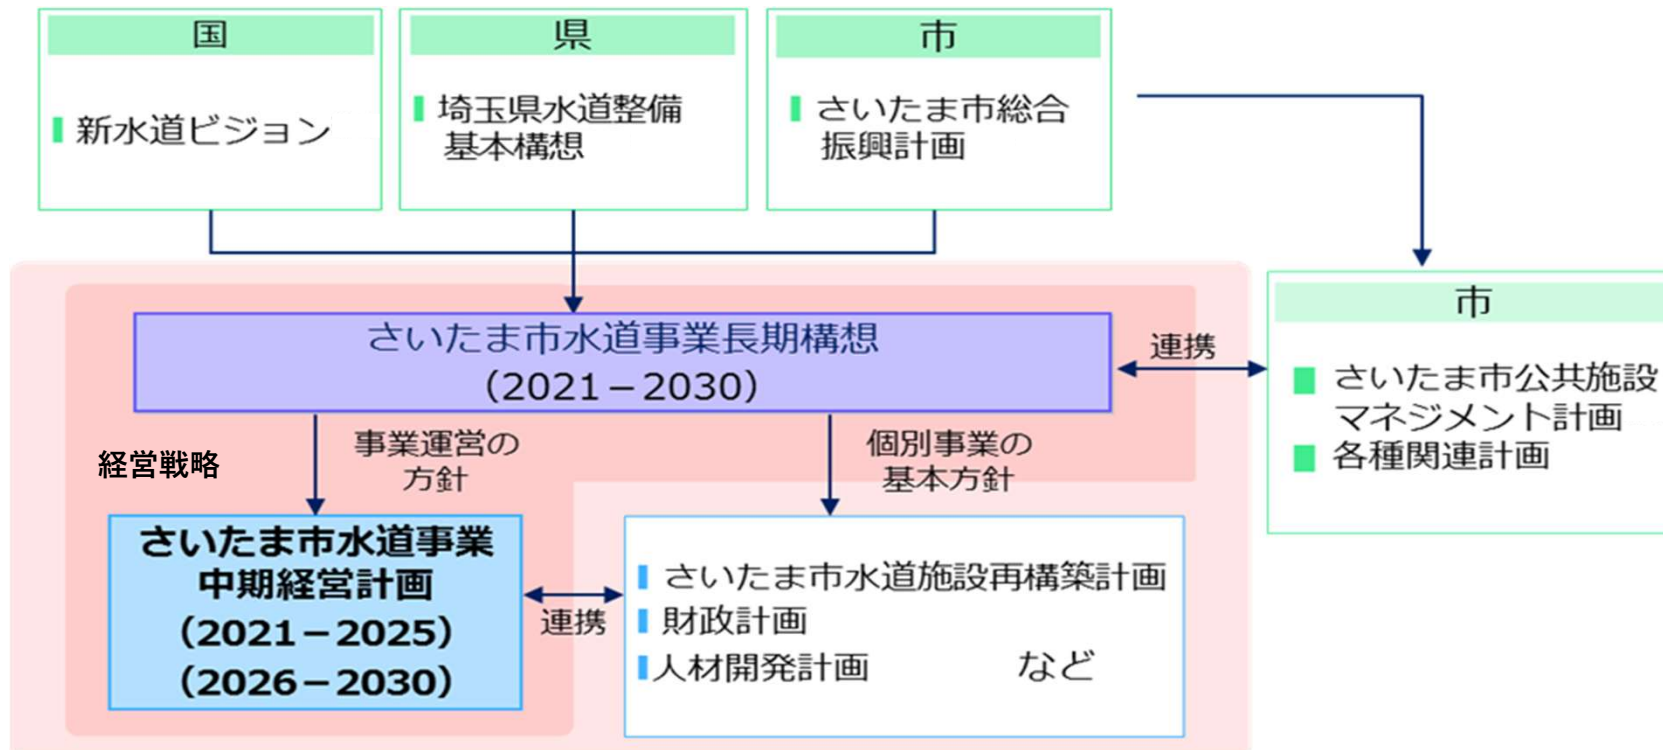 国
新水道ビジョン
県
埼玉県水道整備
基本構想
市
さいたま市総合
振興計画
さいたま市水道事業長期構想
（2021－2030）
連携
市
さいたま市公共施設
マネジメント計画
各種関連計画
経営戦略
事業運営の
方針
個別事業の
基本方針
さいたま市水道事業
中期経営計画
（2021－2025）
（2026－2030）
連携
さいたま市水道施設再構築計画
財政計画
人材開発計画 など